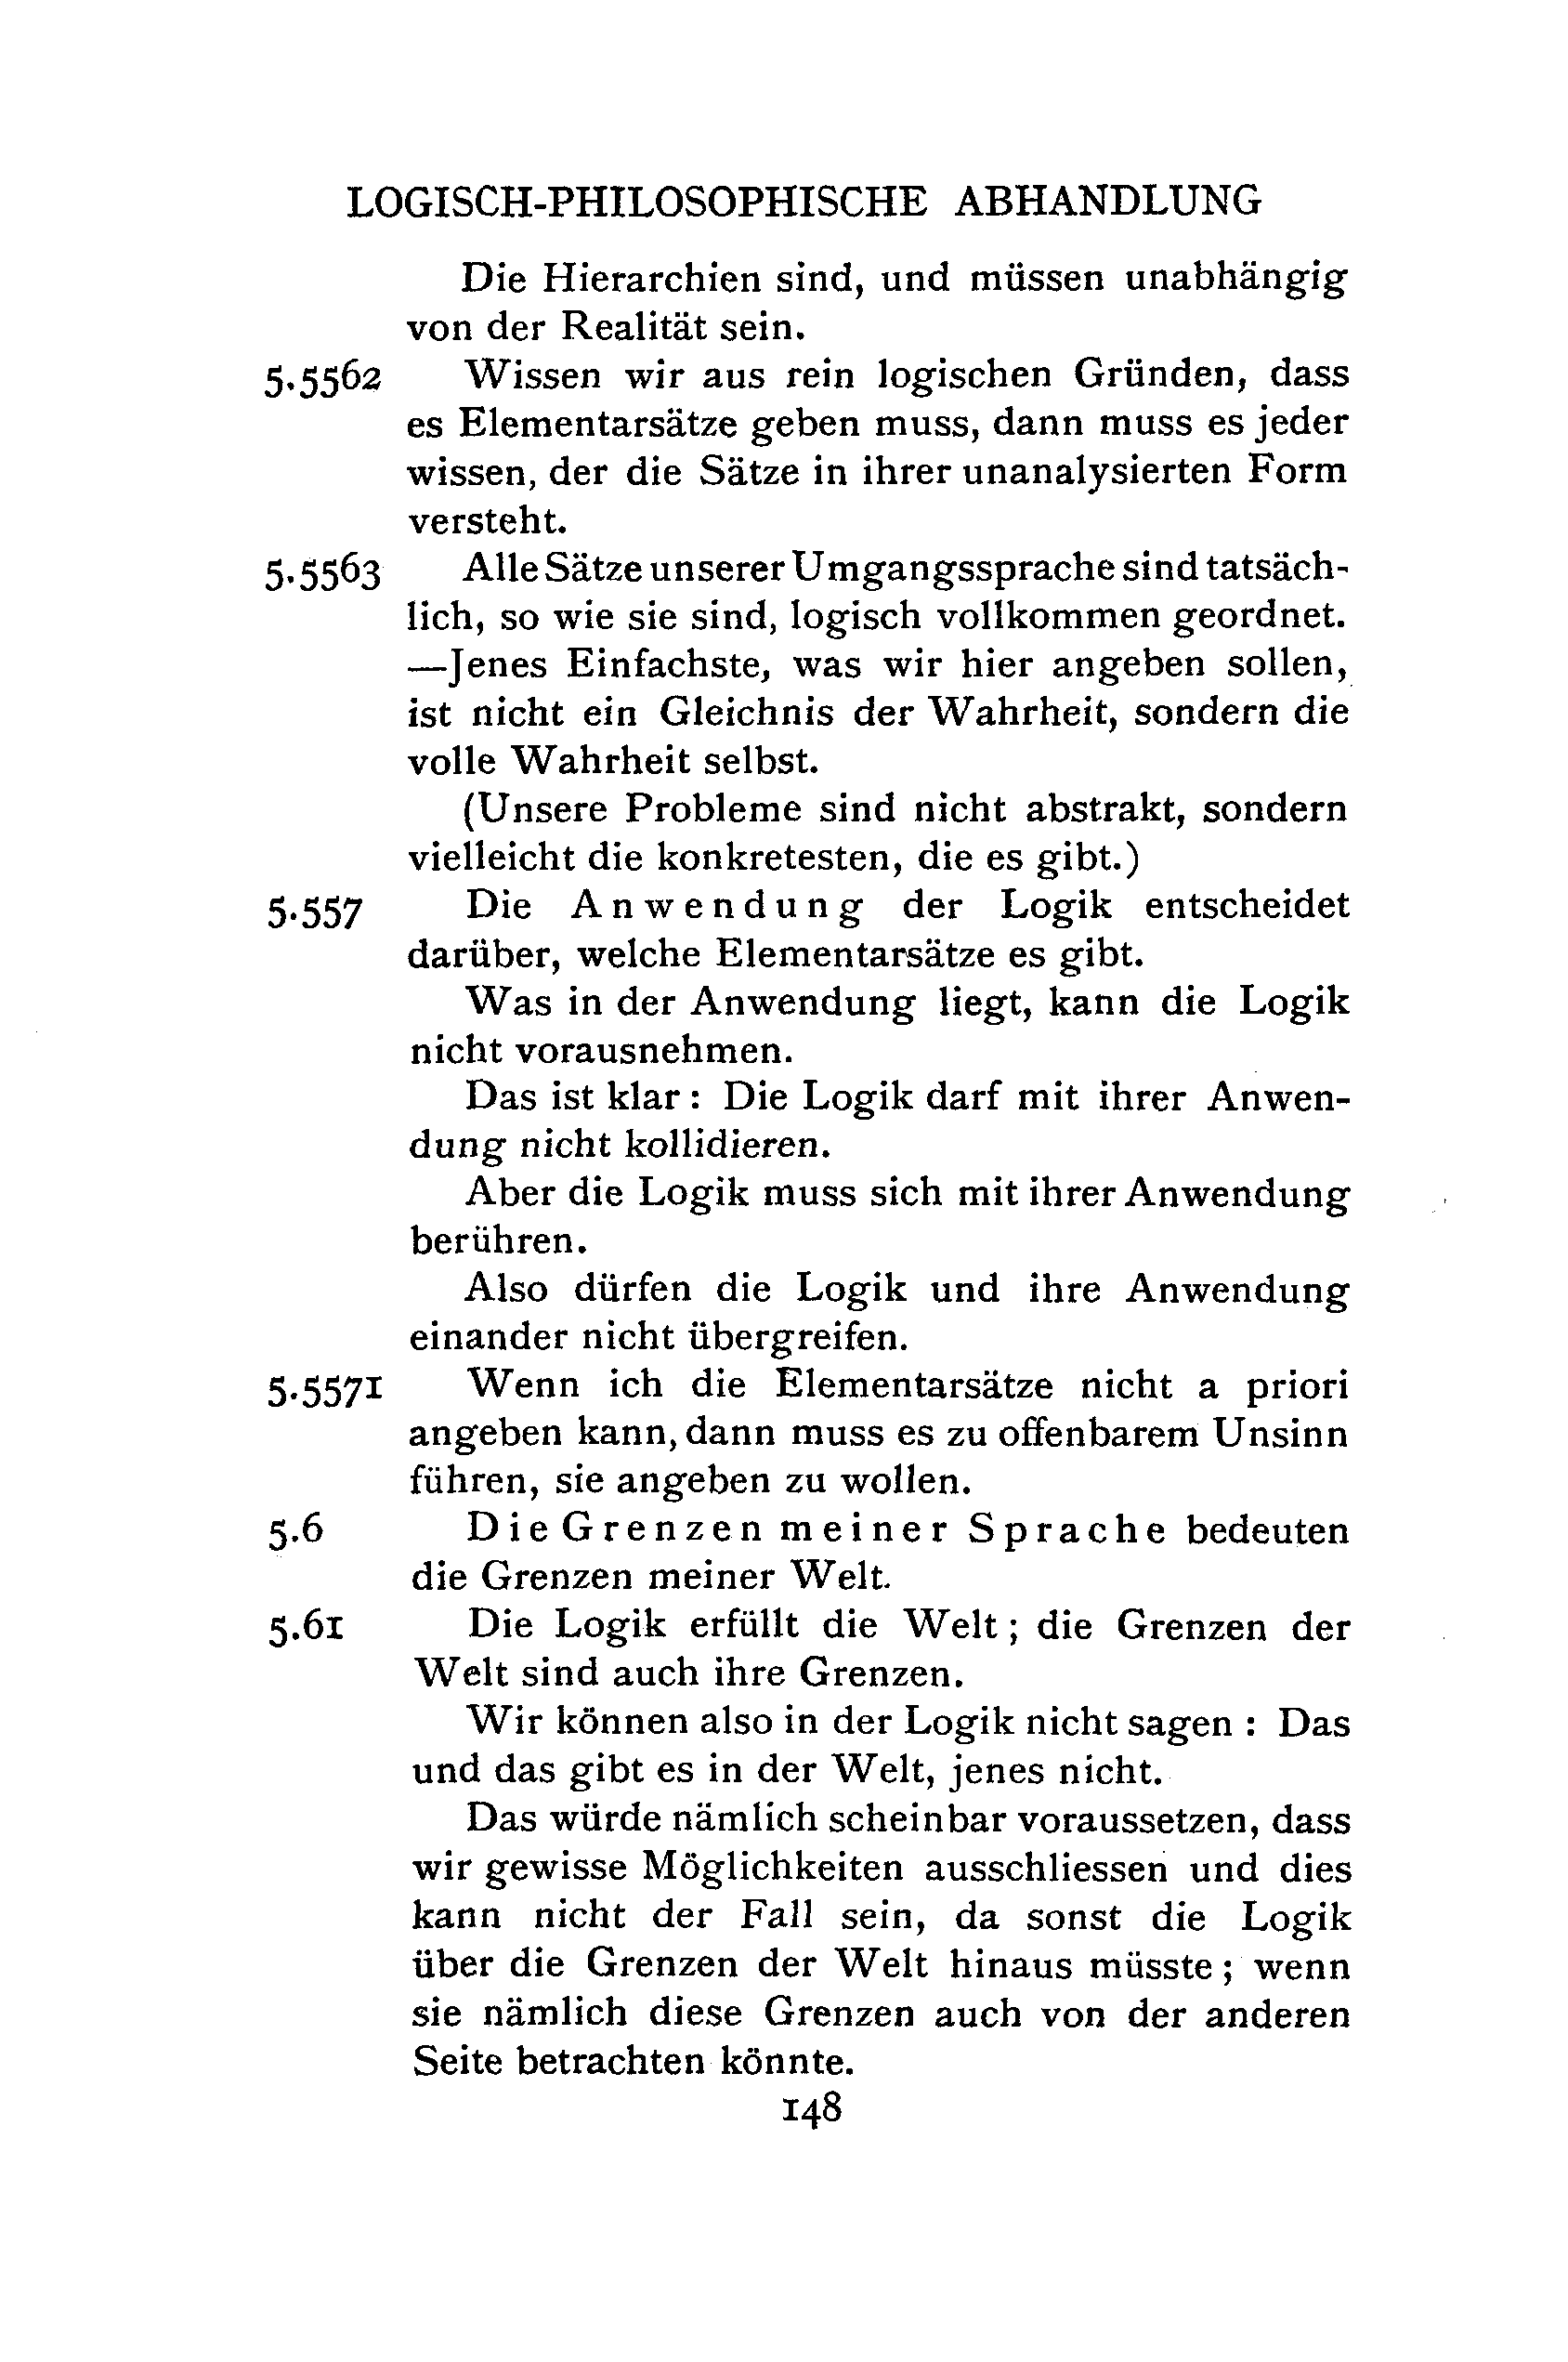 LOGISCH-PHILOSOPHISCHE ABHANDLUNG
Die Hierarchien sind, und müssen unabhängig
von der Realität sein.
5.5562 Wissen wir aus rein logischen Gründen, dass
es Elementarsätze geben muss, dann muss es jeder
wissen, der die Sätze in ihrer unanalysierten Form
versteht.
5.5563 Alle Sätze unserer Umgangssprache sind tatsäch-
lich, so wie sie sind, logisch vollkommen geordnet.
—Jenes Einfachste, was wir hier angeben sollen,
ist nicht ein Gleichnis der Wahrheit, sondern die
volle Wahrheit selbst.
(Unsere Probleme sind nicht abstrakt, sondern
vielleicht die konkretesten, die es gibt.)
5.557 Die Anwendung der Logik entscheidet
darüber, welche Elementarsätze es gibt.
Was in der Anwendung liegt, kann die Logik
nicht vorausnehmen.
Das ist klar : Die Logik darf mit ihrer Anwen-
dung nicht kollidieren.
Aber die Logik muss sich mit ihrer Anwendung
berühren.
Also dürfen die Logik und ihre Anwendung
einander nicht übergreifen.
5.5571 Wenn ich die Elementarsätze nicht a priori
angeben kann, dann muss es zu offenbarem Unsinn
führen, sie angeben zu wollen.
5.6 Die Grenzen meiner Sprache bedeuten
die Grenzen meiner Welt.
5.61 Die Logik erfüllt die Welt ; die Grenzen der
Welt sind auch ihre Grenzen.
Wir können also in der Logik nicht sagen : Das
und das gibt es in der Welt, jenes nicht.
Das würde nämlich scheinbar voraussetzen, dass
wir gewisse Möglichkeiten ausschliessen und dies
kann nicht der Fall sein, da sonst die Logik
über die Grenzen der Welt hinaus müsste ; wenn
sie nämlich diese Grenzen auch von der anderen
Seite betrachten könnte.
148